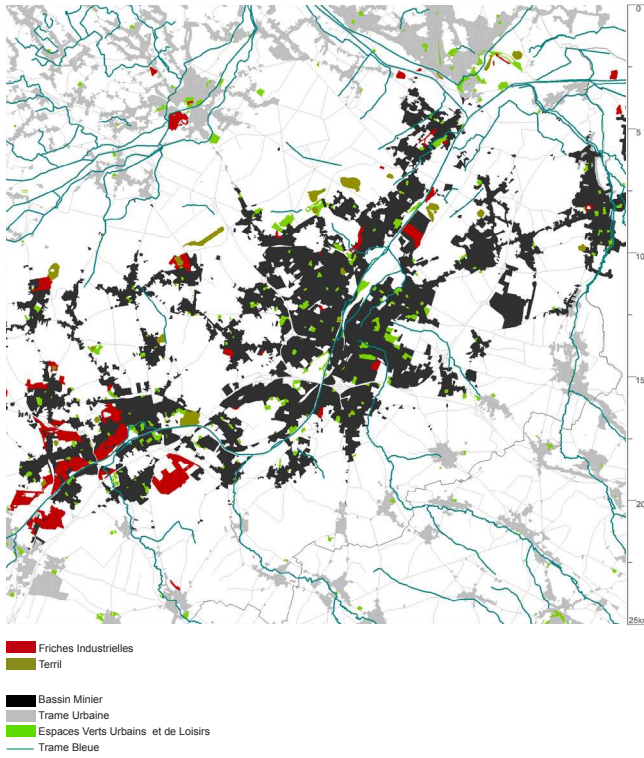 0
5
10
15
20
25km
Friches Industrielles
Terril
Bassin Minier
Trame Urbaine
Espaces Verts Urbains et de Loisirs
Trame Bleue